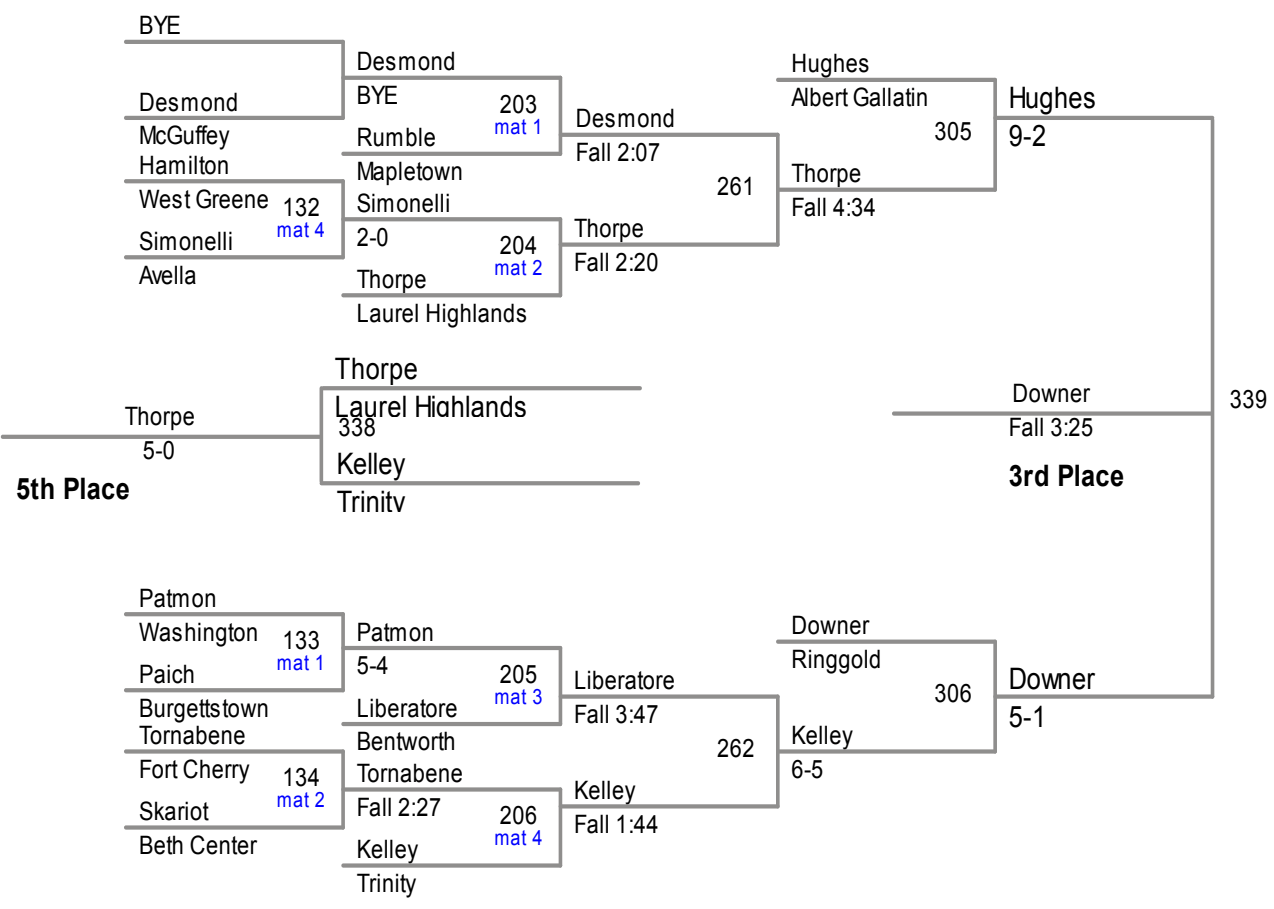 BYE
Desmond
McGuffey
Hamilton
West Greene
132
mat 4
Simonelli
Avella
Desmond
BYE
203
mat 1
Rumble
Mapletown
Simonelli
2-0
204
mat 2
Thorpe
Laurel Highlands
Desmond
Fall 2:07
261
Thorpe
Fall 2:20
Hughes
Albert Gallatin
305
Thorpe
Fall 4:34
Hughes
9-2
Thorpe
Laurel Highlands
338
Kelley
Trinity
Thorpe
5-0
5th Place
Downer
Fall 3:25
3rd Place
339
Patmon
Washington
133
mat 1
Paich
Burgettstown
Tornabene
Fort Cherry
134
mat 2
Skariot
Beth Center
Patmon
5-4
205
mat 3
Liberatore
Bentworth
Tornabene
Fall 2:27
206
mat 4
Kelley
Trinity
Liberatore
Fall 3:47
262
Kelley
Fall 1:44
Downer
Ringgold
306
Kelley
6-5
Downer
5-1